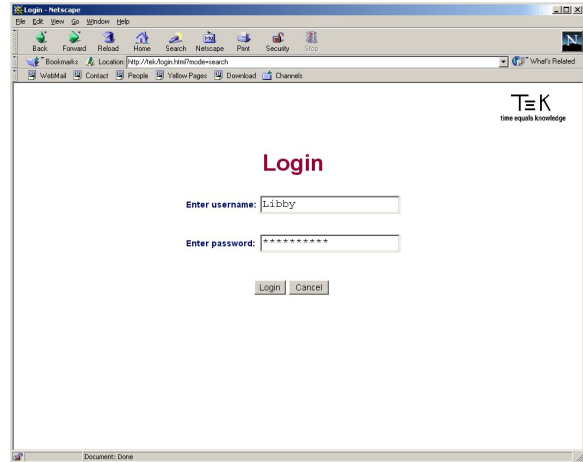 Login - Netscape
File Edit View Go Window Help
Back Forward Reload Home Search Netscape Print Security Stop
Bookmarks Location: http://tek/login.html?mode=search What's Related
WebMail Contact People Yellow Pages Download Channels
T≡K
time equals knowledge
Login
Enter username: Libby
Enter password: **********
Login Cancel
Document: Done